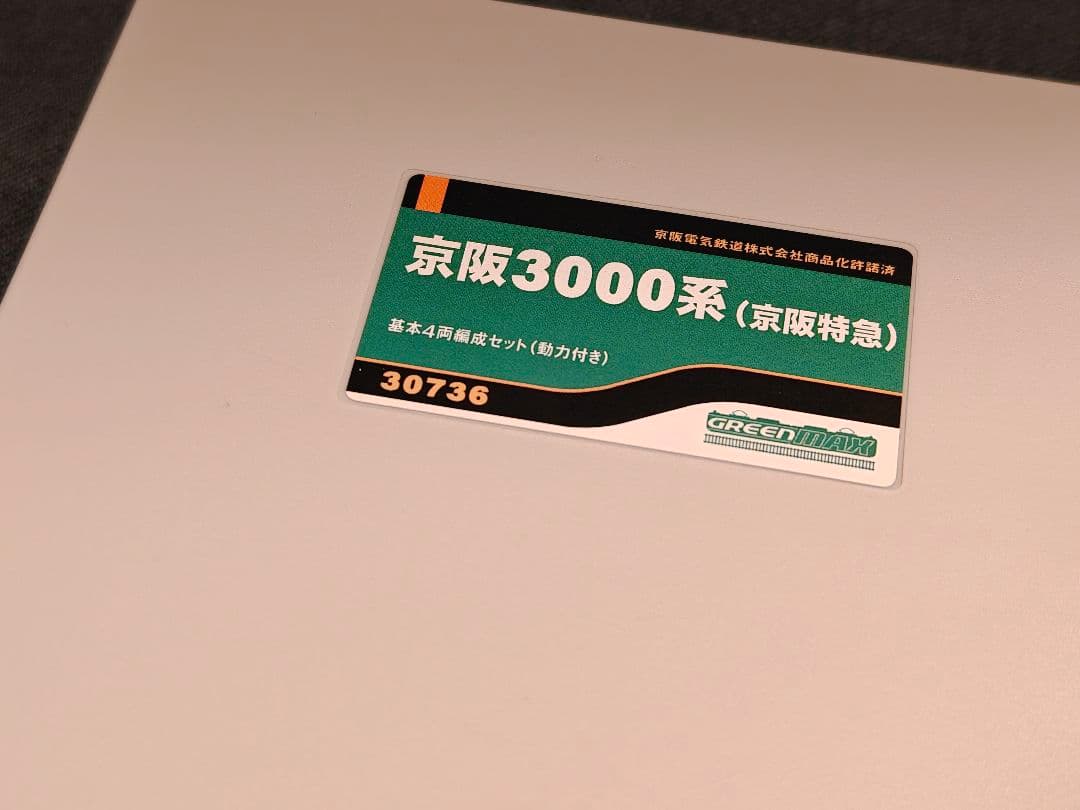 京阪電気鉄道株式会社商品化許諾済
京阪3000系(京阪特急)
基本4両編成セット(動力付き)
30736
GREENMAX